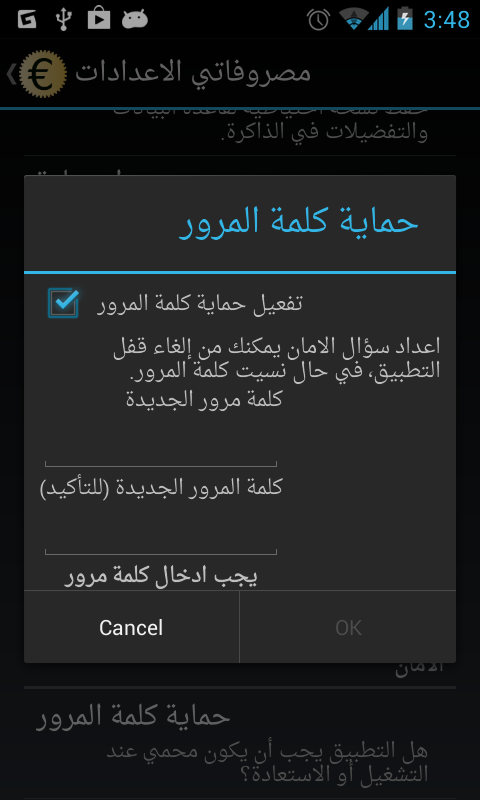 3:48
مصروفاتي الاعدادات
حفظ نسخة احتياطية لقاعدة البيانات
والتفضيلات في الذاكرة.
حماية كلمة المرور
تفعيل حماية كلمة المرور
اعداد سؤال الامان يمكنك من إلغاء قفل
التطبيق، في حال نسيت كلمة المرور.
كلمة مرور الجديدة
كلمة المرور الجديدة (للتأكيد)
يجب ادخال كلمة مرور
Cancel
OK
الامان
حماية كلمة المرور
هل التطبيق يجب أن يكون محمي عند
التشغيل أو الاستعادة؟